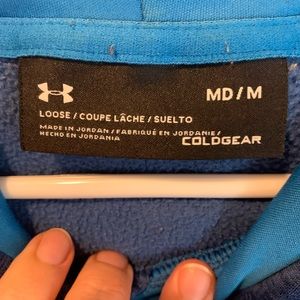 MD / M
LOOSE / COUPE LÂCHE / SUELTO
MADE IN JORDAN / FABRIQUÉ EN JORDANIE /
HECHO EN JORDANIA
COLDGEAR